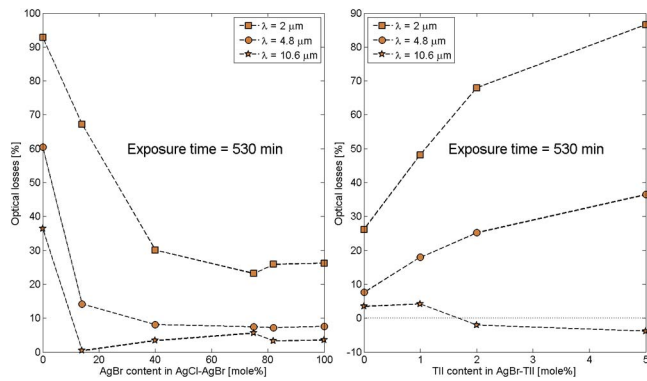 100
90
80
70
60
50
40
30
20
10
0
Optical losses [%]
λ = 2 μm
λ = 4.8 μm
λ = 10.6 μm
Exposure time = 530 min
0 20 40 60 80 100
AgBr content in AgCl-AgBr [mole%]
90
80
70
60
50
40
30
20
10
0
-10
Optical losses [%]
λ = 2 μm
λ = 4.8 μm
λ = 10.6 μm
Exposure time = 530 min
0 1 2 3 4 5
TlI content in AgBr-TlI [mole%]